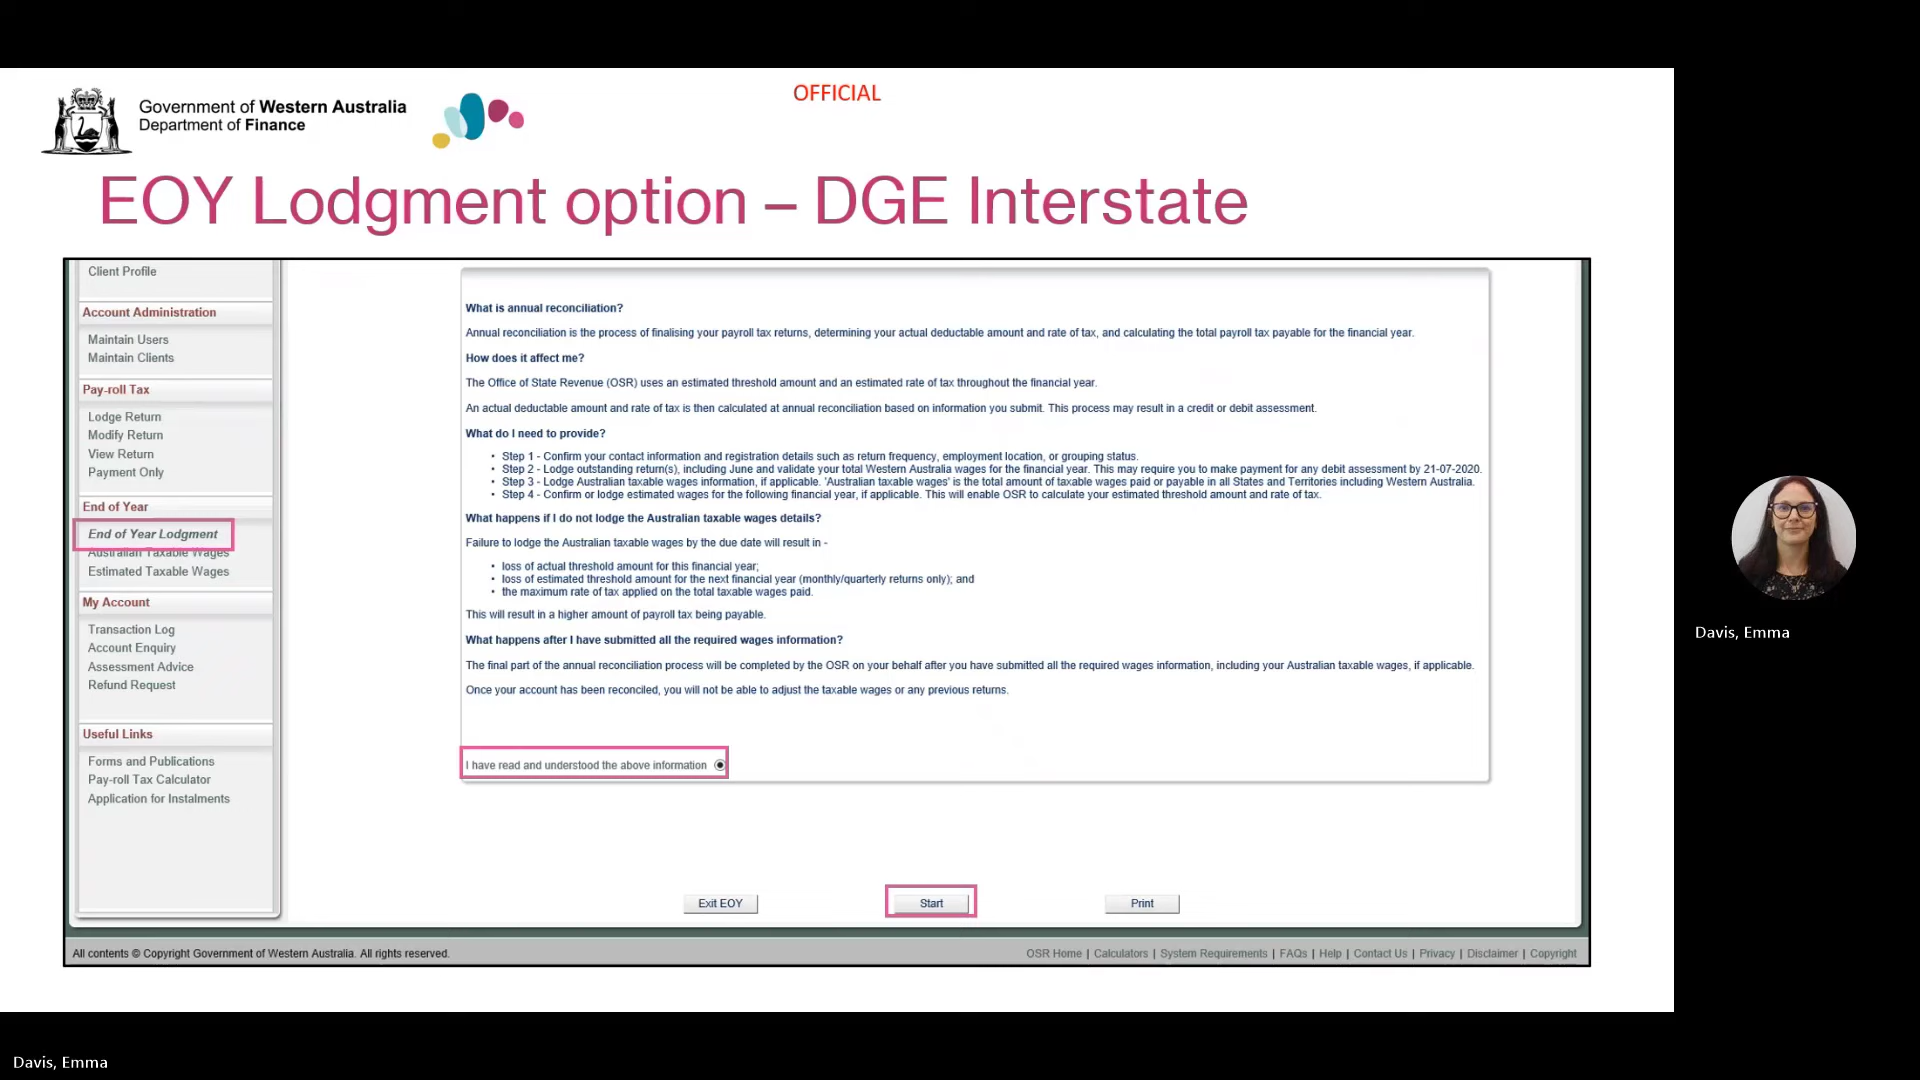 OFFICIAL
Government of Western Australia
Department of Finance
EOY Lodgment option – DGE Interstate
Client Profile
Account Administration
Maintain Users
Maintain Clients
Pay-roll Tax
Lodge Return
Modify Return
View Return
Payment Only
End of Year
End of Year Lodgment
Australian Taxable Wages
Estimated Taxable Wages
My Account
Transaction Log
Account Enquiry
Assessment Advice
Refund Request
Useful Links
Forms and Publications
Pay-roll Tax Calculator
Application for Instalments
What is annual reconciliation?
Annual reconciliation is the process of finalising your payroll tax returns, determining your actual deductable amount and rate of tax, and calculating the total payroll tax payable for the financial year.
How does it affect me?
The Office of State Revenue (OSR) uses an estimated threshold amount and an estimated rate of tax throughout the financial year.
An actual deductable amount and rate of tax is then calculated at annual reconciliation based on information you submit. This process may result in a credit or debit assessment.
What do I need to provide?
• Step 1 - Confirm your contact information and registration details such as return frequency, employment location, or grouping status.
• Step 2 - Lodge outstanding return(s), including June and validate your total Western Australia wages for the financial year. This may require you to make payment for any debit assessment by 21-07-2020.
• Step 3 - Lodge Australian taxable wages information, if applicable. 'Australian taxable wages' is the total amount of taxable wages paid or payable in all States and Territories including Western Australia.
• Step 4 - Confirm or lodge estimated wages for the following financial year, if applicable. This will enable OSR to calculate your estimated threshold amount and rate of tax.
What happens if I do not lodge the Australian taxable wages details?
Failure to lodge the Australian taxable wages by the due date will result in -
• loss of actual threshold amount for this financial year;
• loss of estimated threshold amount for the next financial year (monthly/quarterly returns only); and
• the maximum rate of tax applied on the total taxable wages paid.
This will result in a higher amount of payroll tax being payable.
What happens after I have submitted all the required wages information?
The final part of the annual reconciliation process will be completed by the OSR on your behalf after you have submitted all the required wages information, including your Australian taxable wages, if applicable.
Once your account has been reconciled, you will not be able to adjust the taxable wages or any previous returns.
I have read and understood the above information
Exit EOY
Start
Print
All contents © Copyright Government of Western Australia. All rights reserved.
OSR Home | Calculators | System Requirements | FAQs | Help | Contact Us | Privacy | Disclaimer | Copyright
Davis, Emma
Davis, Emma